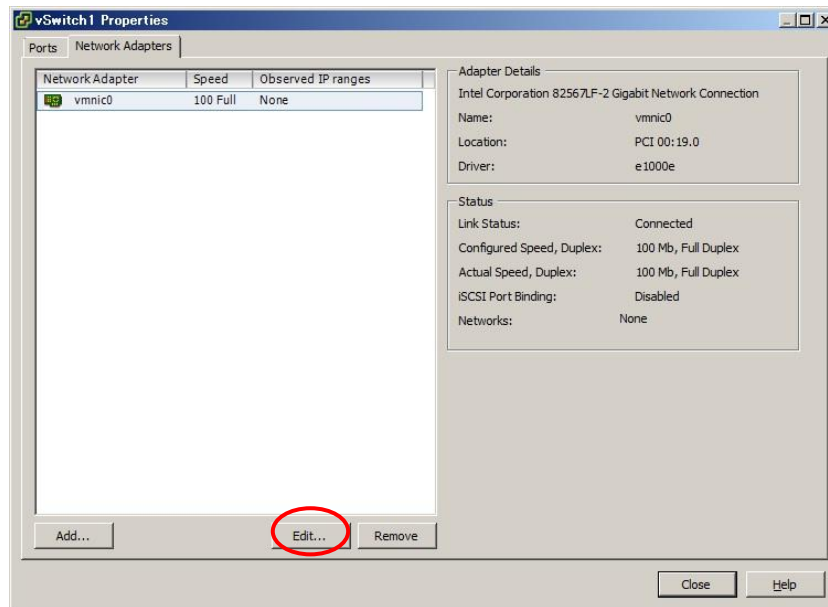 vSwitch1 Properties
Ports Network Adapters
Network Adapter Speed Observed IP ranges
vmnic0 100 Full None
Add... Edit... Remove
Adapter Details
Intel Corporation 82567LF-2 Gigabit Network Connection
Name: vmnic0
Location: PCI 00:19.0
Driver: e1000e
Status
Link Status: Connected
Configured Speed, Duplex: 100 Mb, Full Duplex
Actual Speed, Duplex: 100 Mb, Full Duplex
iSCSI Port Binding: Disabled
Networks: None
Close Help